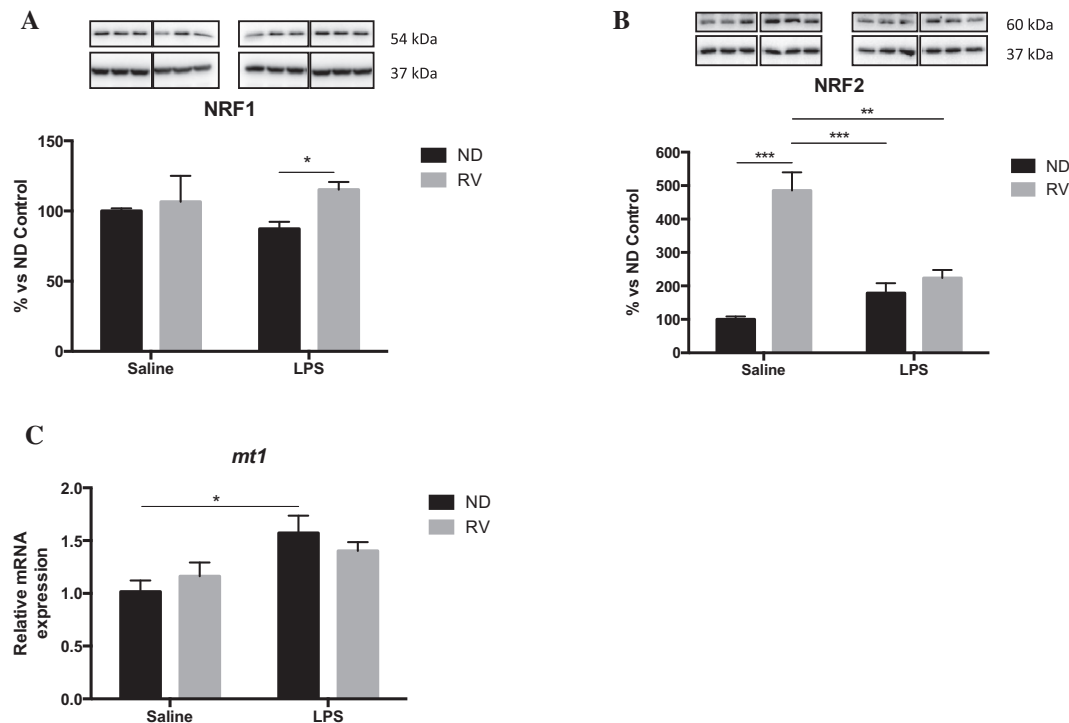 A
54 kDa
37 kDa
NRF1
% vs ND Control
150
100
50
0
*
Saline
LPS
ND
RV
B
60 kDa
37 kDa
NRF2
% vs ND Control
600
500
400
300
200
100
0
**
***
***
Saline
LPS
ND
RV
C
mt1
Relative mRNA
expression
2.0
1.5
1.0
0.5
0.0
*
Saline
LPS
ND
RV